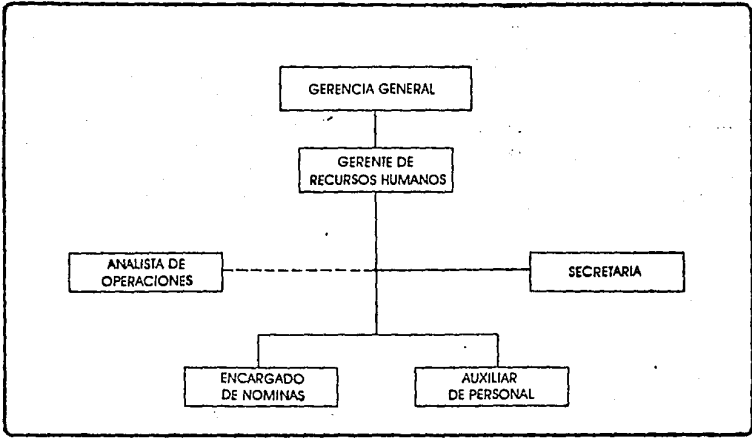 GERENCIA GENERAL
GERENTE DE
RECURSOS HUMANOS
ANALISTA DE
OPERACIONES
SECRETARIA
ENCARGADO
DE NOMINAS
AUXILIAR
DE PERSONAL